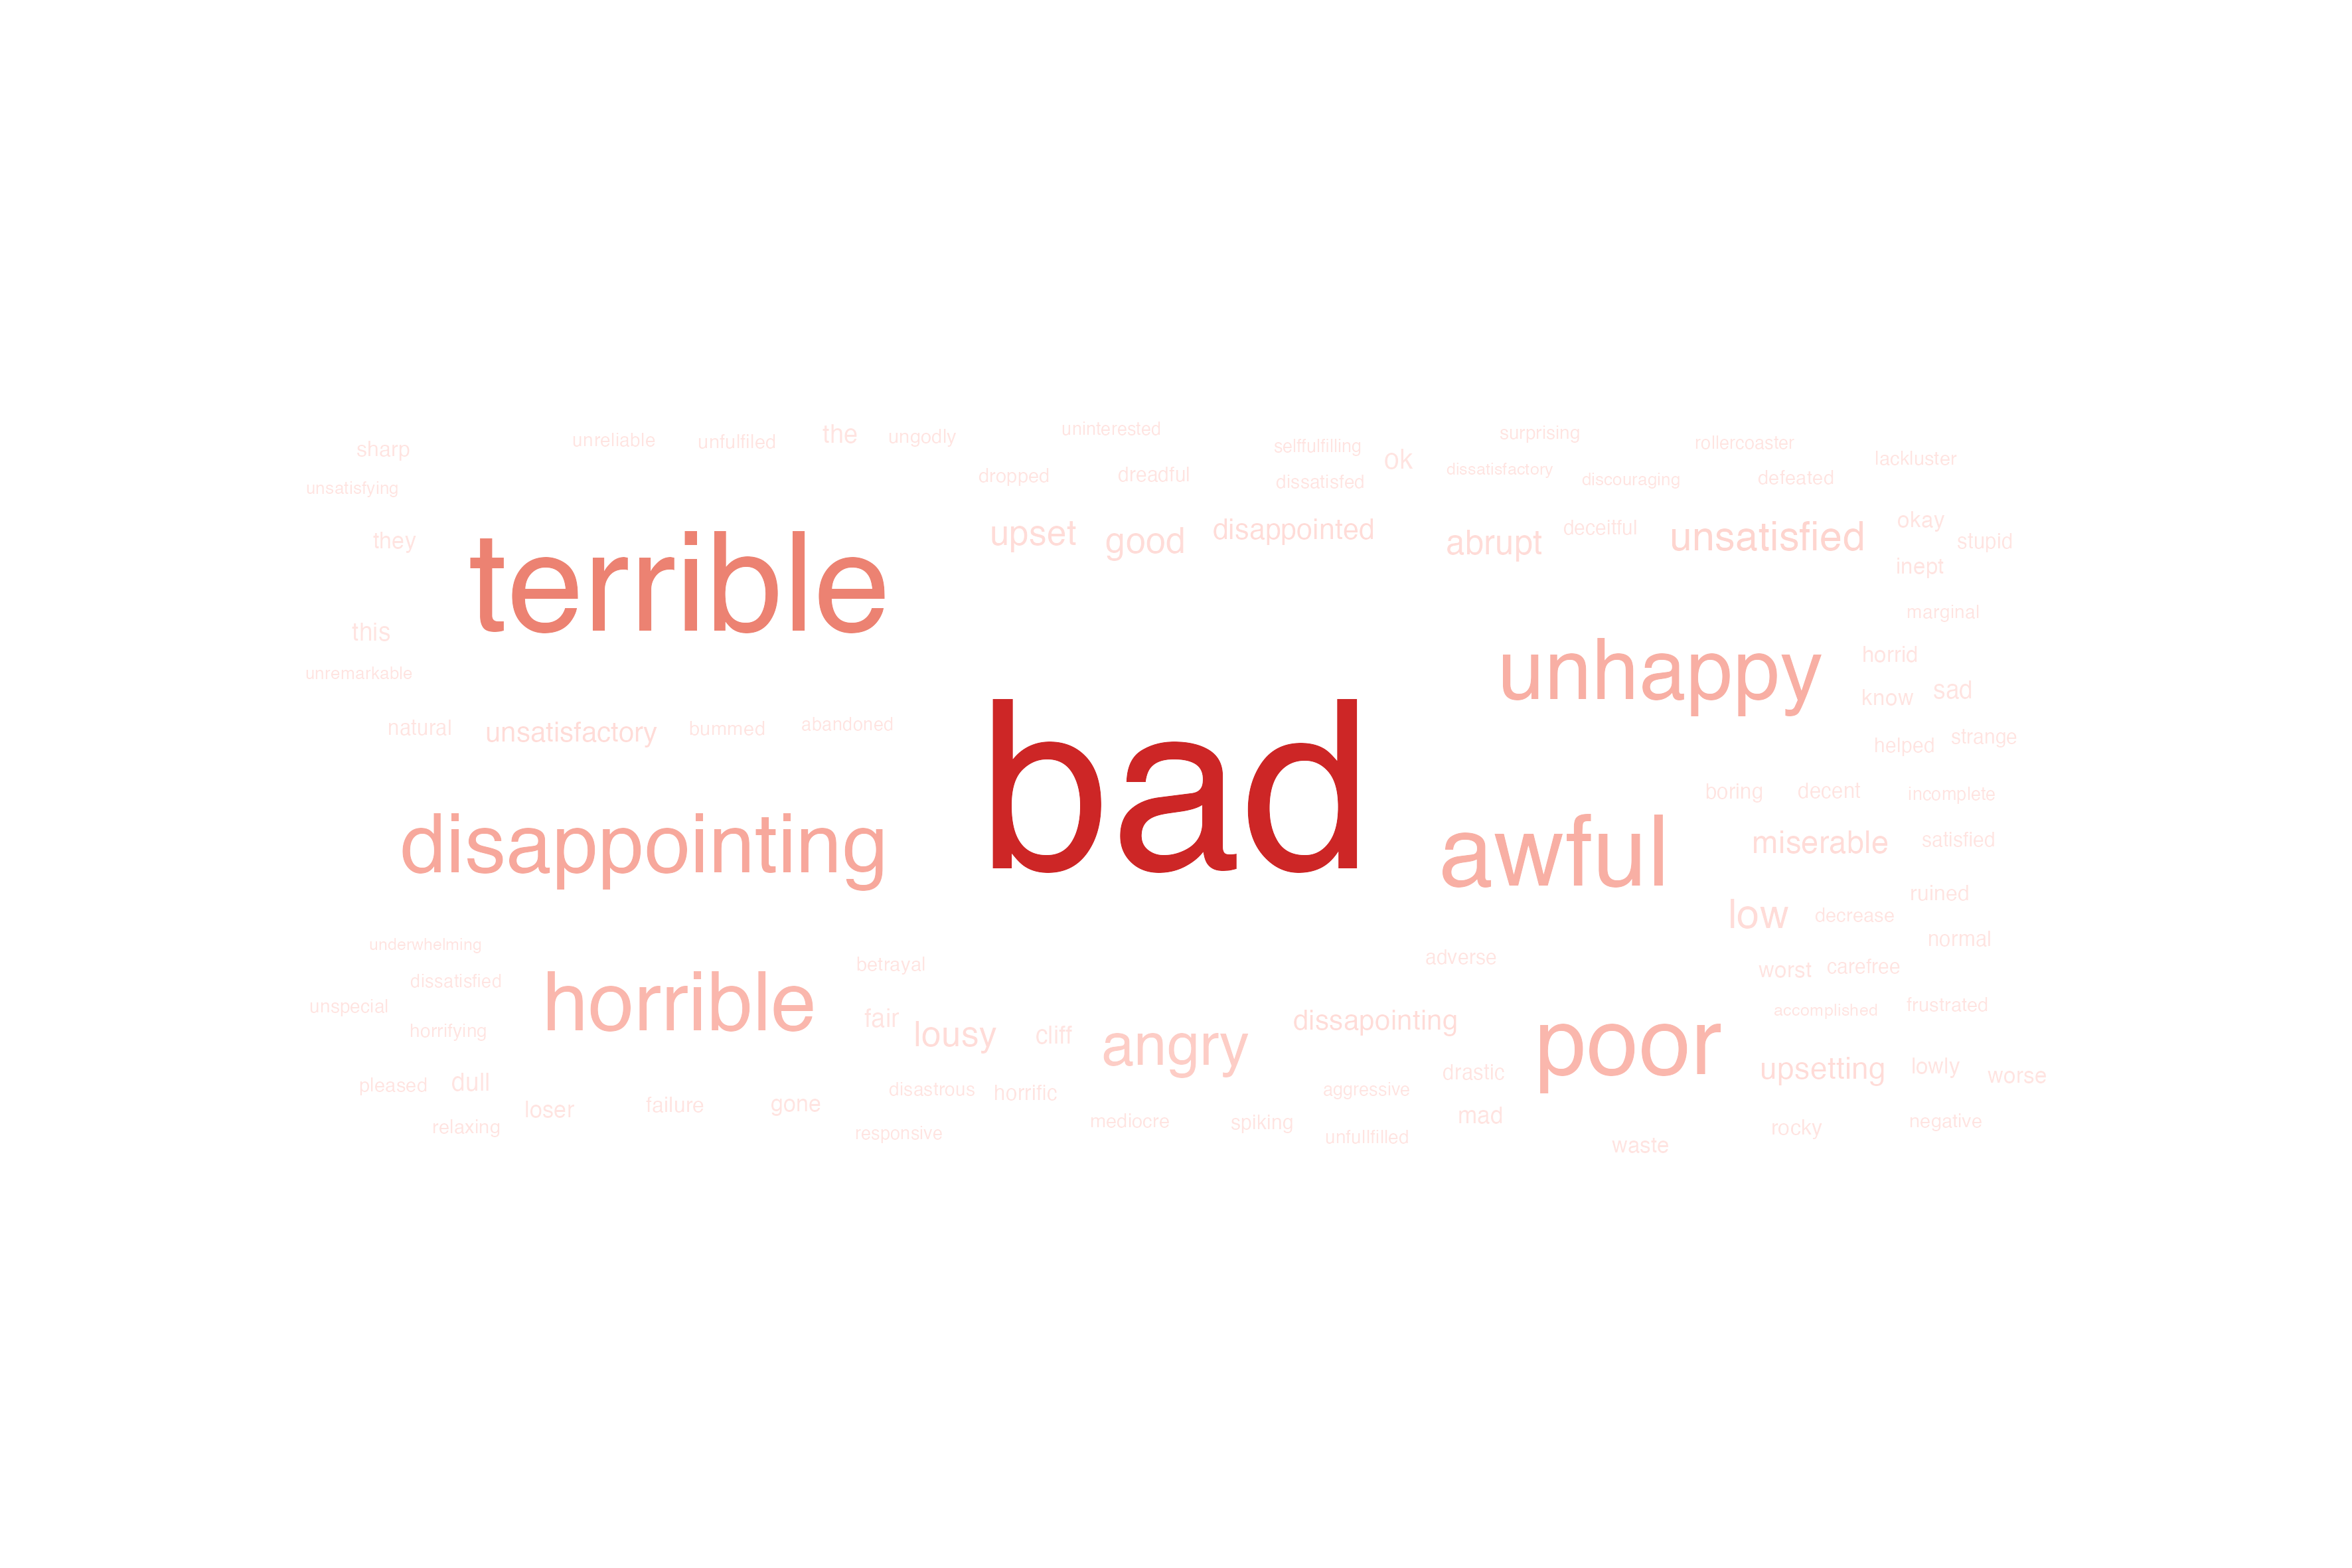 uninterested
surprising
the
ungodly
unreliable
unfulfiled
rollercoaster
selffulfilling
sharp
ok
lackluster
dissatisfactory
dropped
dreadful
discouraging
defeated
dissatisfed
unsatisfying
okay
disappointed
deceitful
upset
good
abrupt
unsatisfied
they
stupid
inept
terrible
marginal
this
horrid
unremarkable
unhappy
sad
know
natural
unsatisfactory
bummed
abandoned
strange
helped
bad
boring
decent
incomplete
satisfied
miserable
disappointing
awful
ruined
low
decrease
normal
underwhelming
adverse
betrayal
carefree
worst
dissatisfied
horrible
unspecial
frustrated
accomplished
fair
dissapointing
horrifying
lousy
cliff
angry
poor
upsetting
lowly
drastic
worse
dull
pleased
disastrous
horrific
aggressive
failure
gone
loser
mad
mediocre
spiking
negative
relaxing
rocky
responsive
unfullfilled
waste